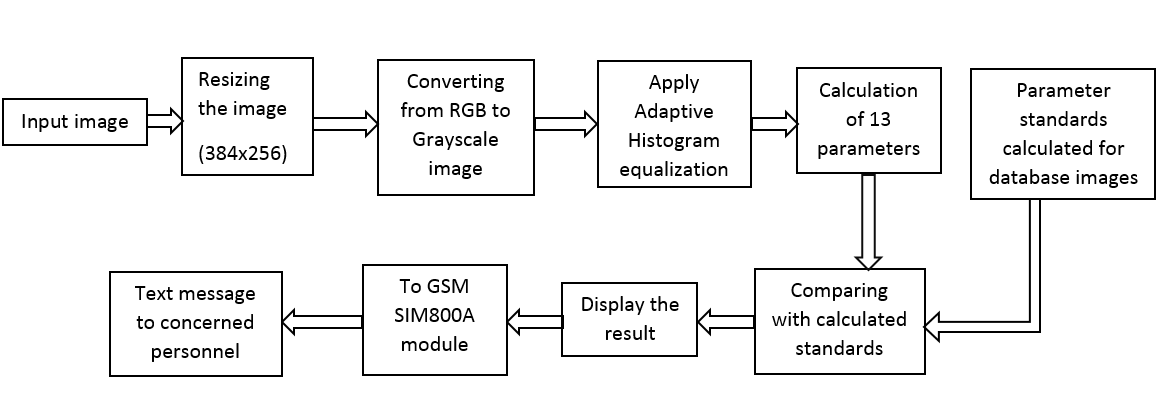 Input image
Resizing
the image
(384x256)
Converting
from RGB to
Grayscale
image
Apply
Adaptive
Histogram
equalization
Calculation
of 13
parameters
Parameter
standards
calculated for
database images
Comparing
with calculated
standards
Display the
result
To GSM
SIM800A
module
Text message
to concerned
personnel